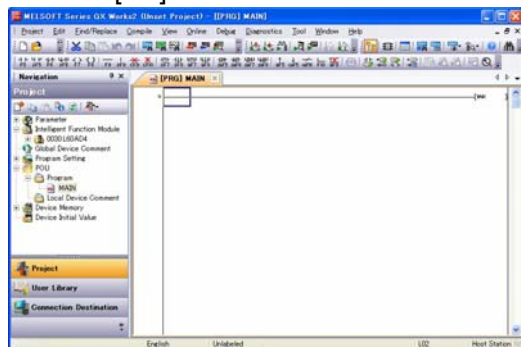 MELSOFT Series GX Works2 (Unset Project) - [[PRG] MAIN]
Project Edit Find/Replace Compile View Online Debug Diagnostics Tool Window Help
Navigation
[PRG] MAIN
Project
Parameter
Intelligent Function Module
0030:L60AD4
Global Device Comment
Program Setting
POU
Program
MAIN
Local Device Comment
Device Memory
Device Initial Value
Project
User Library
Connection Destination
English Unlabeled L02 Host Station